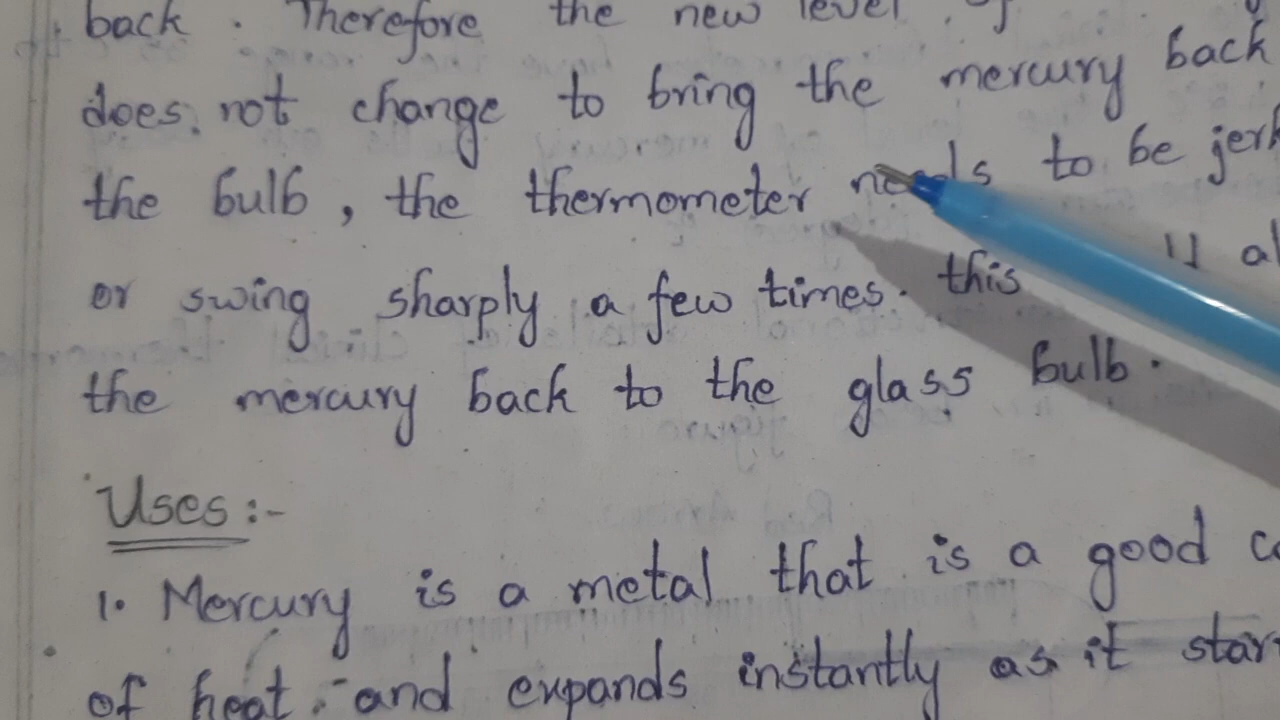 back. Therefore the new level
does not change to bring the mercury back
the bulb, the thermometer needs to be
or swing sharply a few times. this
the mercury back to the glass bulb.
Uses:-
1. Mercury is a metal that is a good
of heat. and expands instantly as it